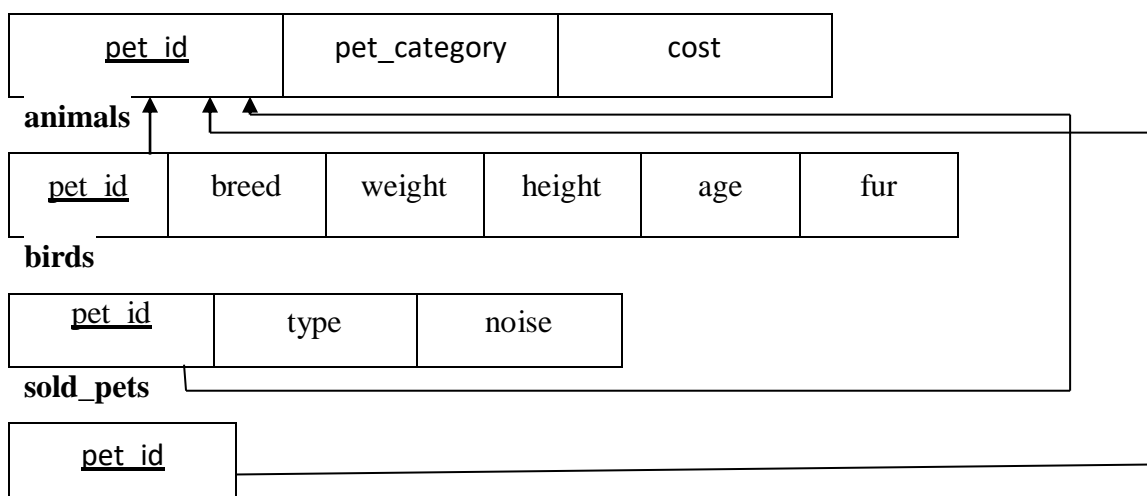 pet_id pet_category cost
animals
pet_id breed weight height age fur
birds
pet_id type noise
sold_pets
pet_id